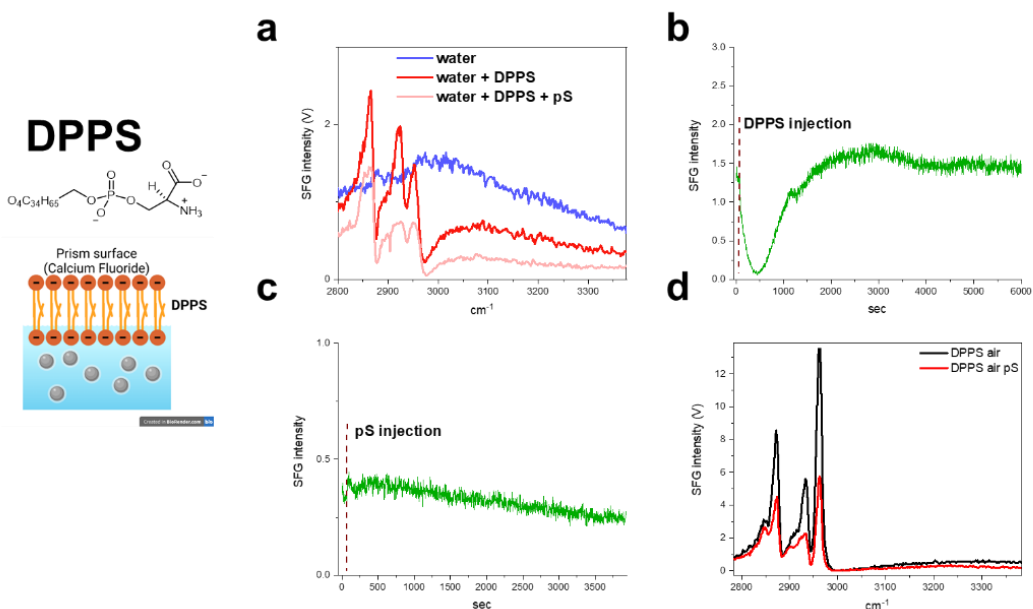 DPPS
O4C34H65
O
P
O
O⁻
O
H
O
O⁻
NH3
+
Prism surface
(Calcium Fluoride)
DPPS
Created in BioRender.com bio
a
water
water + DPPS
water + DPPS + pS
SFG intensity (V)
2
1
0
2800 2900 3000 3100 3200 3300
cm-1
b
DPPS injection
SFG intensity
3.0
2.5
2.0
1.5
1.0
0.5
0.0
0 1000 2000 3000 4000 5000 6000
sec
c
pS injection
SFG intensity
1.0
0.5
0.0
0 500 1000 1500 2000 2500 3000 3500
sec
d
DPPS air
DPPS air pS
SFG intensity (V)
12
10
8
6
4
2
0
2800 2900 3000 3100 3200 3300
cm-1